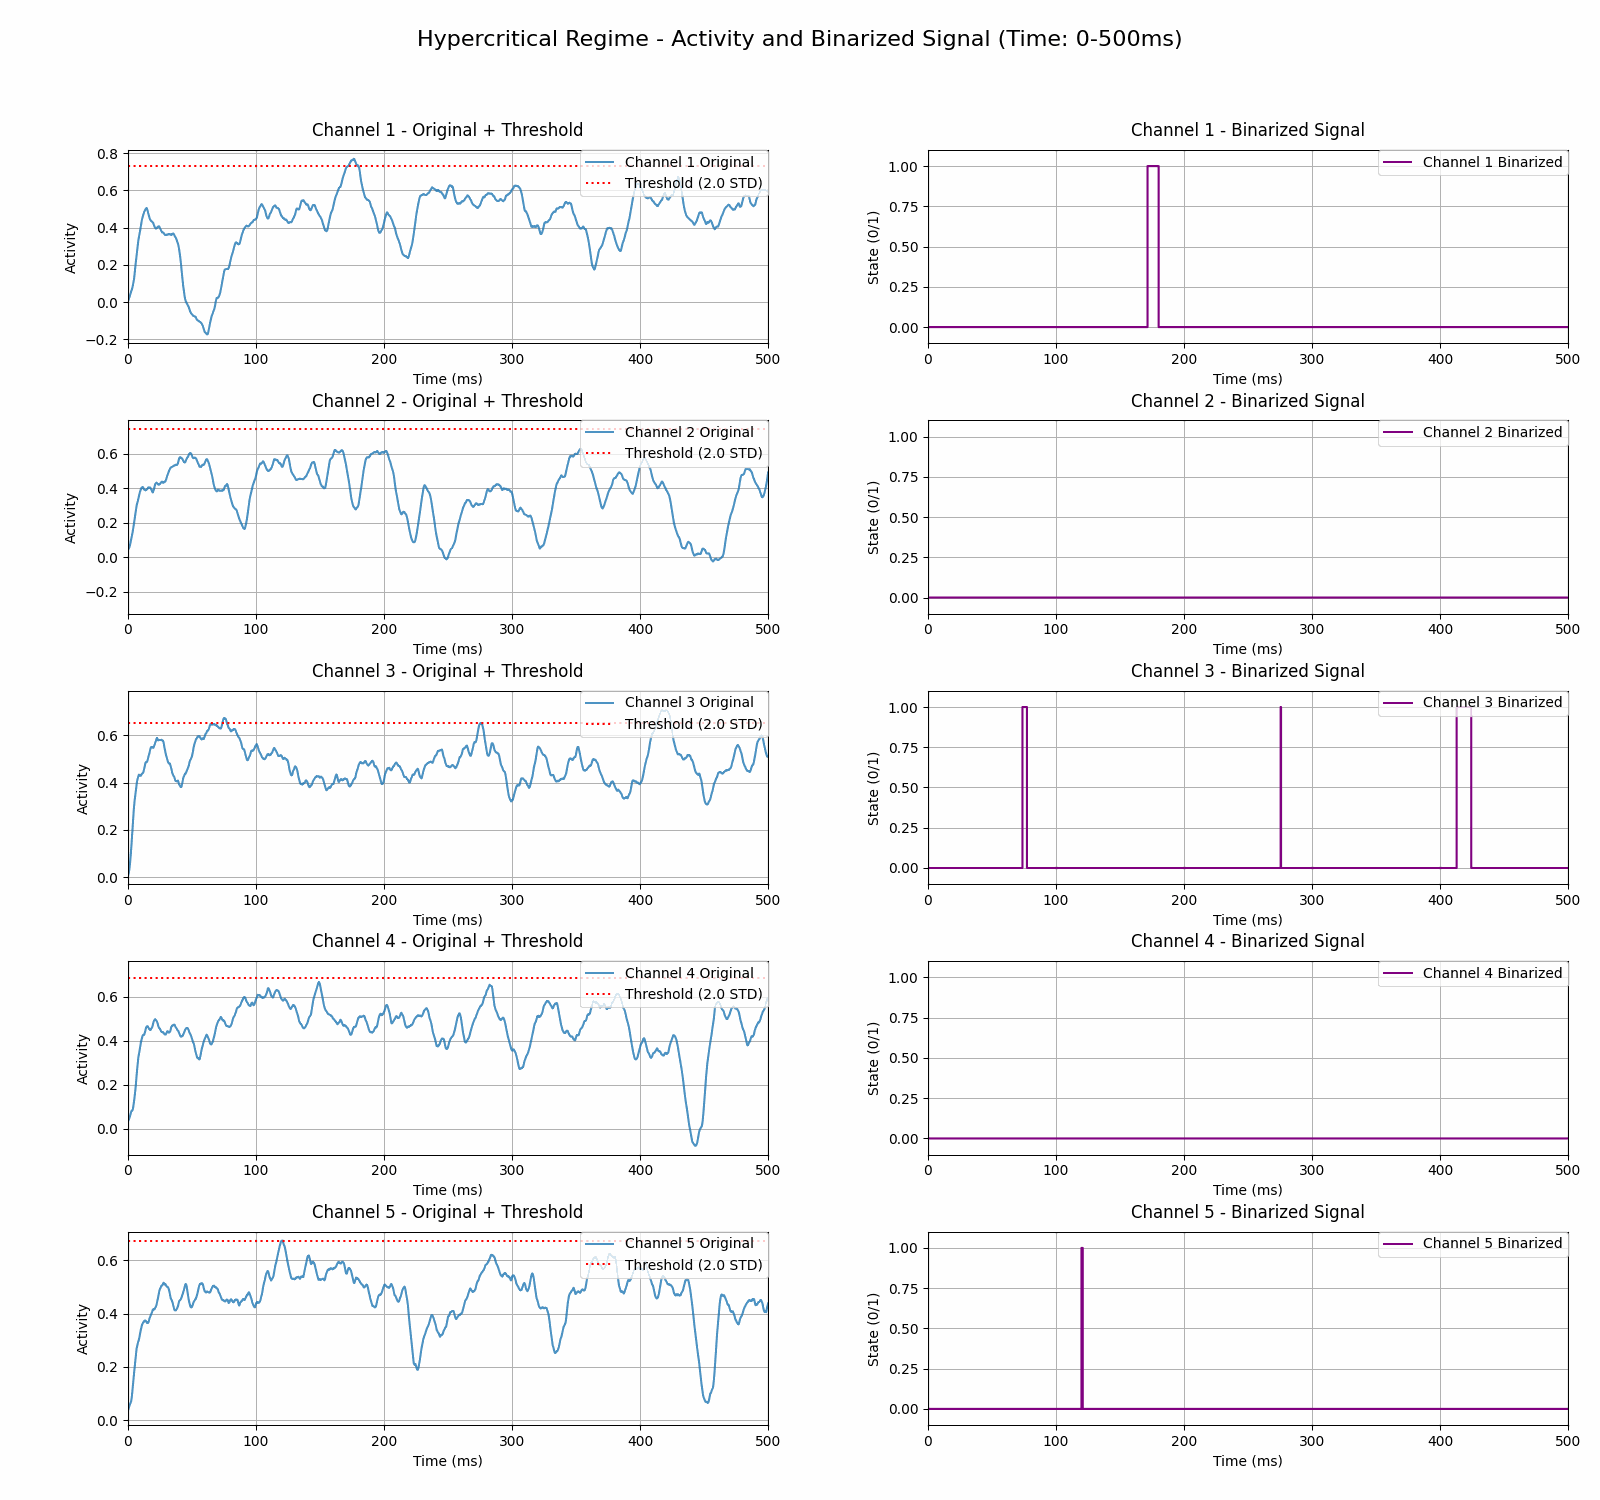 Hypercritical Regime - Activity and Binarized Signal (Time: 0-500ms)
Channel 1 - Original + Threshold
Channel 1 Original
Threshold (2.0 STD)
Activity
0.8
0.6
0.4
0.2
0.0
−0.2
0 100 200 300 400 500
Time (ms)
Channel 1 - Binarized Signal
Channel 1 Binarized
State (0/1)
1.00
0.75
0.50
0.25
0.00
0 100 200 300 400 500
Time (ms)
Channel 2 - Original + Threshold
Channel 2 Original
Threshold (2.0 STD)
Activity
0.6
0.4
0.2
0.0
−0.2
0 100 200 300 400 500
Time (ms)
Channel 2 - Binarized Signal
Channel 2 Binarized
State (0/1)
1.00
0.75
0.50
0.25
0.00
0 100 200 300 400 500
Time (ms)
Channel 3 - Original + Threshold
Channel 3 Original
Threshold (2.0 STD)
Activity
0.6
0.4
0.2
0.0
0 100 200 300 400 500
Time (ms)
Channel 3 - Binarized Signal
Channel 3 Binarized
State (0/1)
1.00
0.75
0.50
0.25
0.00
0 100 200 300 400 500
Time (ms)
Channel 4 - Original + Threshold
Channel 4 Original
Threshold (2.0 STD)
Activity
0.6
0.4
0.2
0.0
0 100 200 300 400 500
Time (ms)
Channel 4 - Binarized Signal
Channel 4 Binarized
State (0/1)
1.00
0.75
0.50
0.25
0.00
0 100 200 300 400 500
Time (ms)
Channel 5 - Original + Threshold
Channel 5 Original
Threshold (2.0 STD)
Activity
0.6
0.4
0.2
0.0
0 100 200 300 400 500
Time (ms)
Channel 5 - Binarized Signal
Channel 5 Binarized
State (0/1)
1.00
0.75
0.50
0.25
0.00
0 100 200 300 400 500
Time (ms)